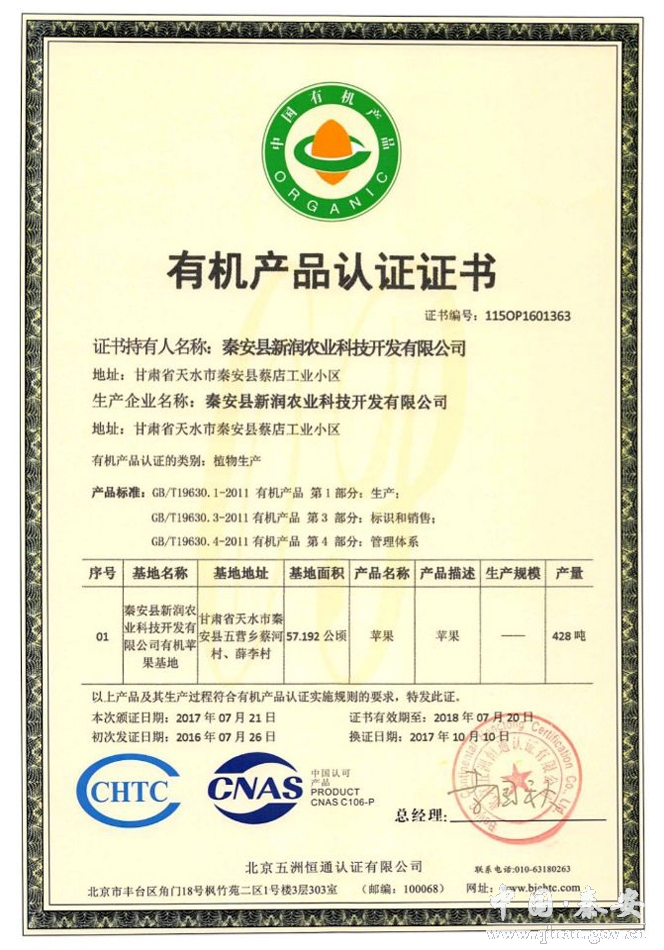 中国有机产品
ORGANIC
有机产品认证证书
证书编号：115OP1601363
证书持有人名称：秦安县新润农业科技开发有限公司
地址：甘肃省天水市秦安县蔡店工业小区
生产企业名称：秦安县新润农业科技开发有限公司
地址：甘肃省天水市秦安县蔡店工业小区
有机产品认证的类别：植物生产
产品标准：GB/T19630.1-2011 有机产品 第 1 部分：生产；
GB/T19630.3-2011 有机产品 第 3 部分：标识和销售；
GB/T19630.4-2011 有机产品 第 4 部分：管理体系
序号 基地名称 基地地址 基地面积 产品名称 产品描述 生产规模 产量
01 秦安县新润农业科技开发有限公司有机苹果基地 甘肃省天水市秦安县五营乡蔡河村、薛李村 57.192 公顷 苹果 苹果 —— 428 吨
以上产品及其生产过程符合有机产品认证实施规则的要求，特发此证。
本次颁证日期：2017 年 07 月 21 日 证书有效期至：2018 年 07 月 20 日
初次发证日期：2016 年 07 月 26 日 换证日期：2017 年 10 月 10 日
CHTC
CNAS
中国认可
产品
PRODUCT
CNAS C106-P
总经理：
北京五洲恒通认证有限公司 联系电话:010-63180263
北京市丰台区角门18号枫竹苑二区1号楼3层303室 （邮编：100068） 网址：www.bjchtc.com
中国·秦安
www.qinan.gov.cn